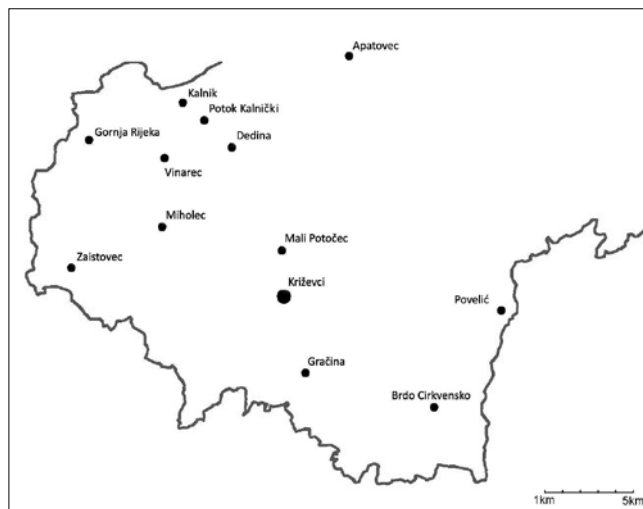 Apatovec
Kalnik
Potok Kalnički
Gornja Rijeka
Dedina
Vinarec
Miholec
Mali Potočec
Zaistovec
Križevci
Povelić
Gračina
Brdo Cirkvensko
1km 5km